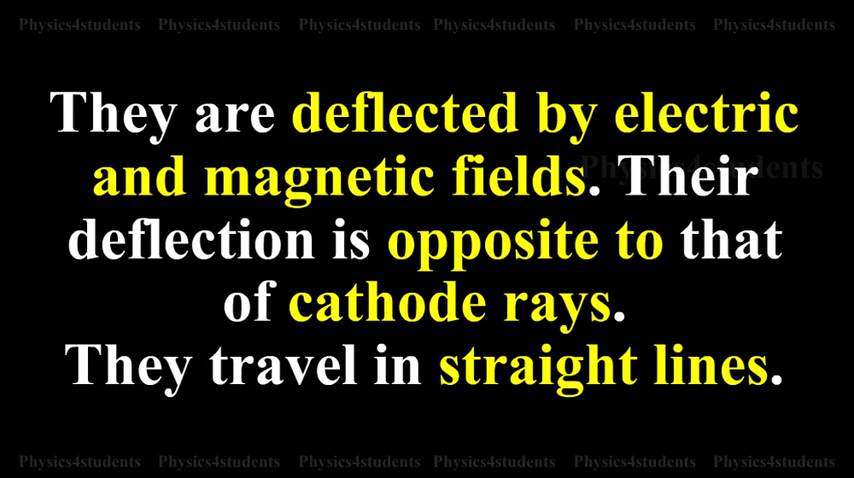 Physics4students Physics4students Physics4students Physics4students Physics4students Physics4students
They are deflected by electric
and magnetic fields. Their
Physics4students
deflection is opposite to that
of cathode rays.
They travel in straight lines.
Physics4students Physics4students Physics4students Physics4students Physics4students Physics4students